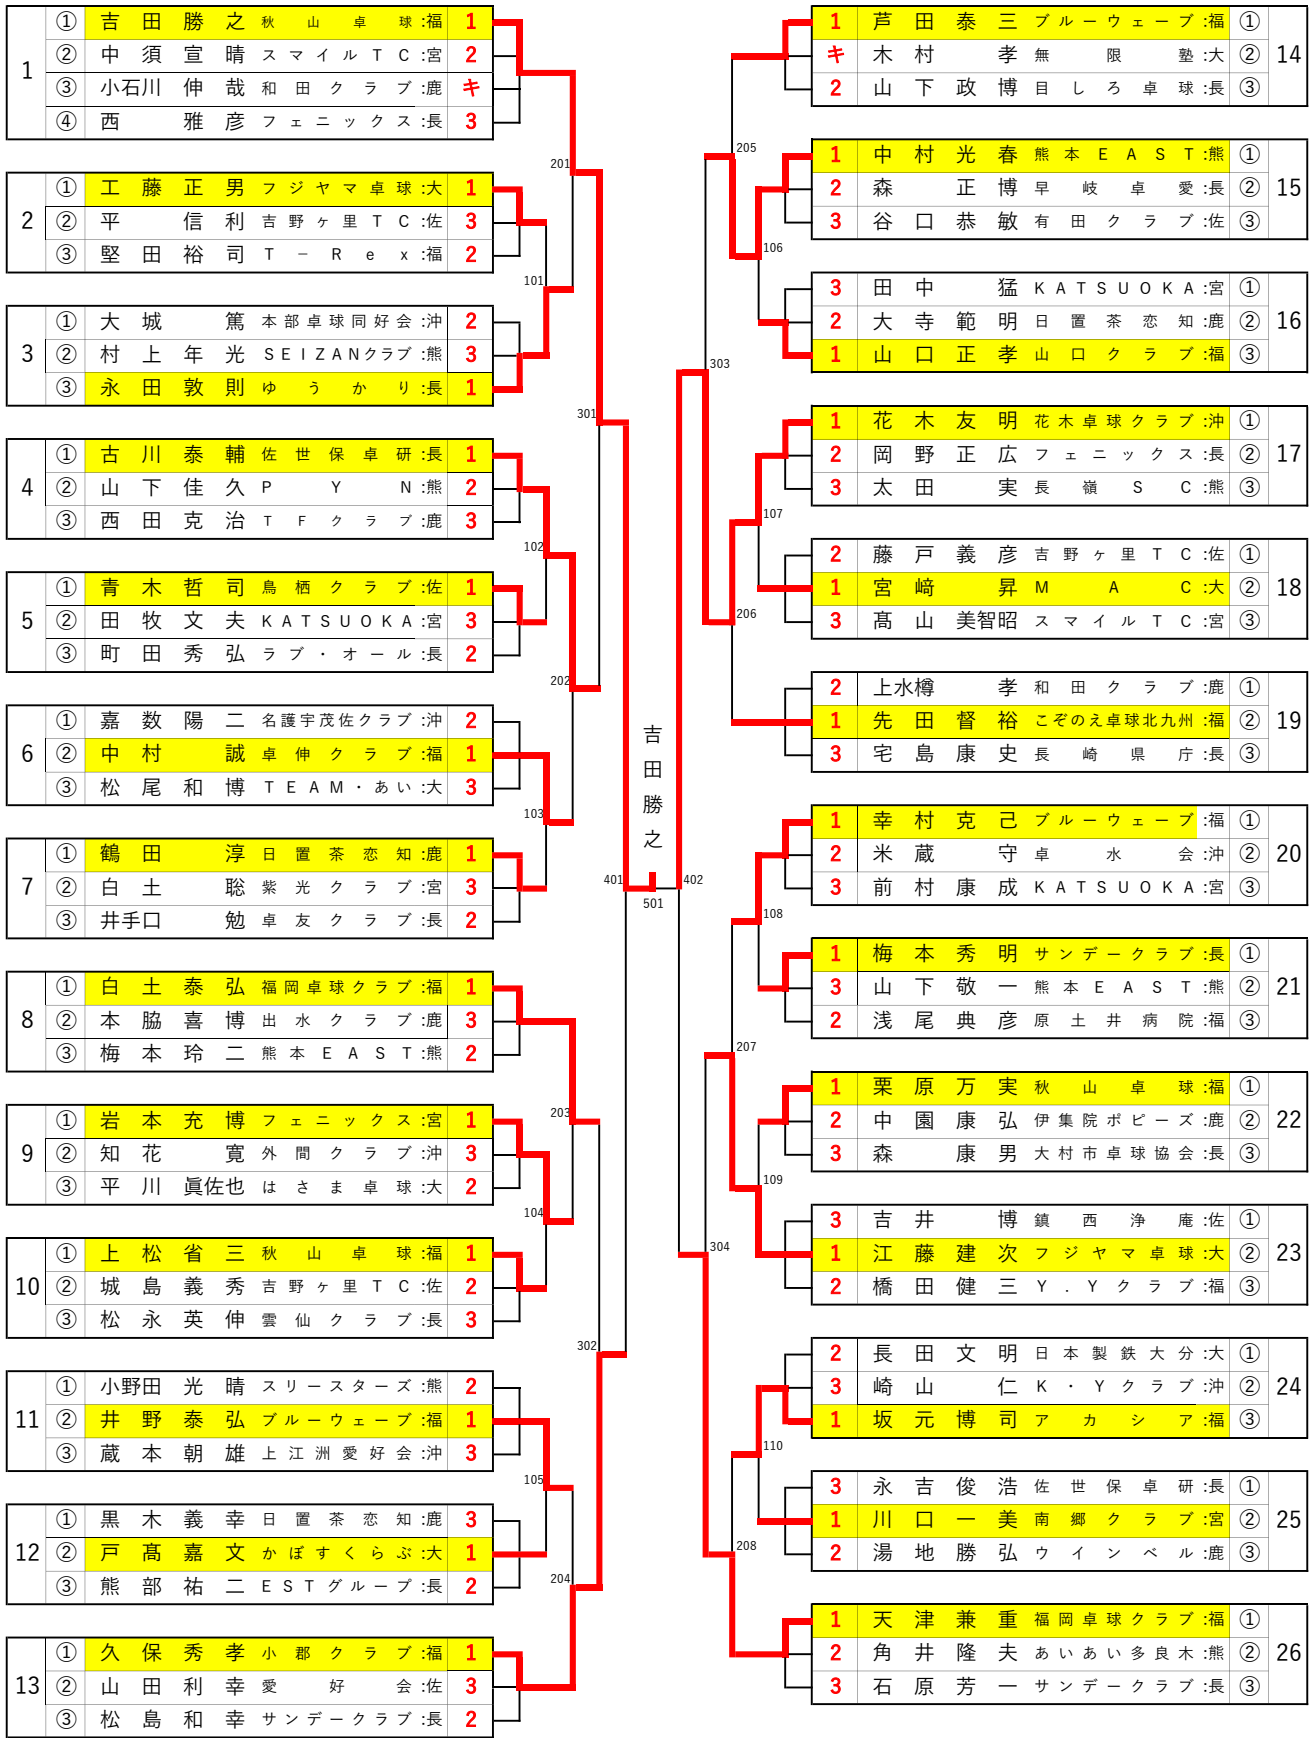 1
① 吉田勝之 秋山卓球:福 1
② 中須宣晴 スマイルTC:宮 2
③ 小石川伸哉 和田クラブ:鹿 キ
④ 西雅彦 フェニックス:長 3
2
① 工藤正男 フジヤマ卓球:大 1
② 平信利 吉野ヶ里TC:佐 3
③ 堅田裕司 T-Rex:福 2
3
① 大城篤 本部卓球同好会:沖 2
② 村上年光 SEIZANクラブ:熊 3
③ 永田敦則 ゆうかり:長 1
4
① 古川泰輔 佐世保卓研:長 1
② 山下佳久 PYN:熊 2
③ 西田克治 TFクラブ:鹿 3
5
① 青木哲司 鳥栖クラブ:佐 1
② 田牧文夫 KATSUOKA:宮 3
③ 町田秀弘 ラブ・オール:長 2
6
① 嘉数陽二 名護宇茂佐クラブ:沖 2
② 中村誠 卓伸クラブ:福 1
③ 松尾和博 TEAM・あい:大 3
7
① 鶴田淳 日置茶恋知:鹿 1
② 白土聡 紫光クラブ:宮 3
③ 井手口勉 卓友クラブ:長 2
8
① 白土泰弘 福岡卓球クラブ:福 1
② 本脇喜博 出水クラブ:鹿 3
③ 梅本玲二 熊本EAST:熊 2
9
① 岩本充博 フェニックス:宮 1
② 知花寛 外間クラブ:沖 3
③ 平川眞佐也 はさま卓球:大 2
10
① 上松省三 秋山卓球:福 1
② 城島義秀 吉野ヶ里TC:佐 2
③ 松永英伸 雲仙クラブ:長 3
11
① 小野田光晴 スリースターズ:熊 2
② 井野泰弘 ブルーウェーブ:福 1
③ 蔵本朝雄 上江洲愛好会:沖 3
12
① 黒木義幸 日置茶恋知:鹿 3
② 戸髙嘉文 かぼすくらぶ:大 1
③ 熊部祐二 ESTグループ:長 2
13
① 久保秀孝 小郡クラブ:福 1
② 山田利幸 愛好会:佐 3
③ 松島和幸 サンデークラブ:長 2
201
101
301
102
202
103
401
203
104
302
105
204
吉田勝之
501
402
205
106
303
107
206
108
207
109
304
110
208
1 芦田泰三 ブルーウェーブ:福 ①
キ 木村孝 無限塾:大 ②
2 山下政博 目しろ卓球:長 ③
14
1 中村光春 熊本EAST:熊 ①
2 森正博 早岐卓愛:長 ②
3 谷口恭敏 有田クラブ:佐 ③
15
3 田中猛 KATSUOKA:宮 ①
2 大寺範明 日置茶恋知:鹿 ②
1 山口正孝 山口クラブ:福 ③
16
1 花木友明 花木卓球クラブ:沖 ①
2 岡野正広 フェニックス:長 ②
3 太田実 長嶺SC:熊 ③
17
2 藤戸義彦 吉野ヶ里TC:佐 ①
1 宮﨑昇 MAC:大 ②
3 髙山美智昭 スマイルTC:宮 ③
18
2 上水樽孝 和田クラブ:鹿 ①
1 先田督裕 こぞのえ卓球北九州:福 ②
3 宅島康史 長崎県庁:長 ③
19
1 幸村克己 ブルーウェーブ:福 ①
2 米蔵守 卓水会:沖 ②
3 前村康成 KATSUOKA:宮 ③
20
1 梅本秀明 サンデークラブ:長 ①
3 山下敬一 熊本EAST:熊 ②
2 浅尾典彦 原土井病院:福 ③
21
1 栗原万実 秋山卓球:福 ①
2 中園康弘 伊集院ポピーズ:鹿 ②
3 森康男 大村市卓球協会:長 ③
22
3 吉井博 鎮西浄庵:佐 ①
1 江藤建次 フジヤマ卓球:大 ②
2 橋田健三 Y.Yクラブ:福 ③
23
2 長田文明 日本製鉄大分:大 ①
3 崎山仁 K・Yクラブ:沖 ②
1 坂元博司 アカシア:福 ③
24
3 永吉俊浩 佐世保卓研:長 ①
1 川口一美 南郷クラブ:宮 ②
2 湯地勝弘 ウインベル:鹿 ③
25
1 天津兼重 福岡卓球クラブ:福 ①
2 角井隆夫 あいあい多良木:熊 ②
3 石原芳一 サンデークラブ:長 ③
26